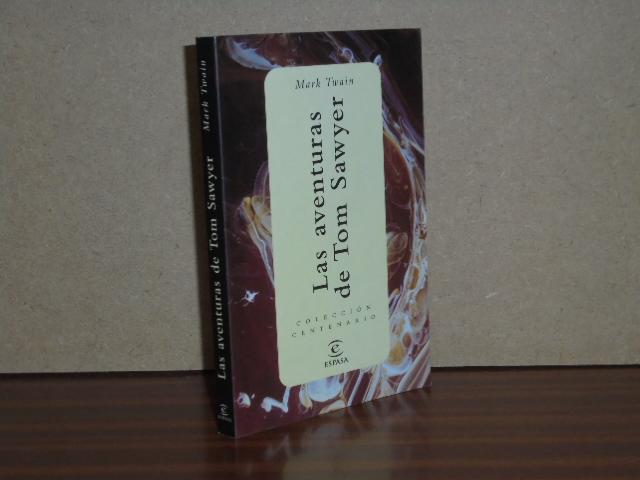 Mark Twain
Las aventuras
de Tom Sawyer
COLECCIÓN
CENTENARIO
ESPASA
Las aventuras de Tom Sawyer
Mark Twain